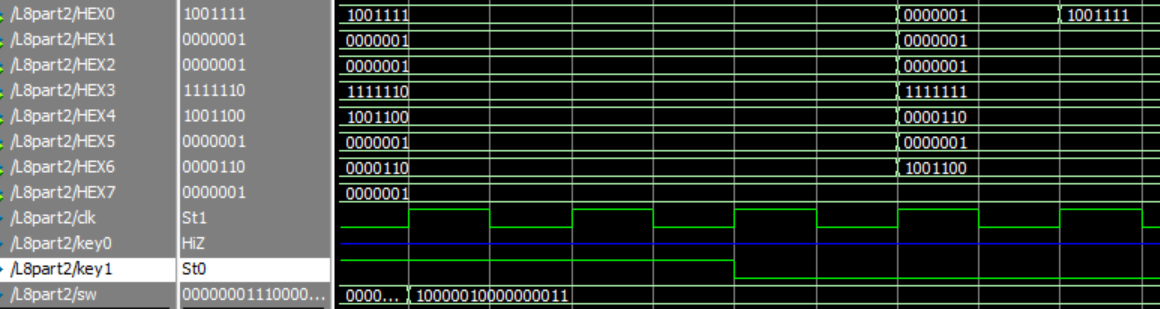 /L8part2/HEX0 1001111 1001111 0000001 1001111
/L8part2/HEX1 0000001 0000001 0000001
/L8part2/HEX2 0000001 0000001 0000001
/L8part2/HEX3 1111110 1111110 1111111
/L8part2/HEX4 1001100 1001100 0000110
/L8part2/HEX5 0000001 0000001 0000001
/L8part2/HEX6 0000110 0000110 1001100
/L8part2/HEX7 0000001 0000001
/L8part2/clk St1
/L8part2/key0 HiZ
/L8part2/key1 St0
/L8part2/sw 00000001110000... 0000... 10000010000000011